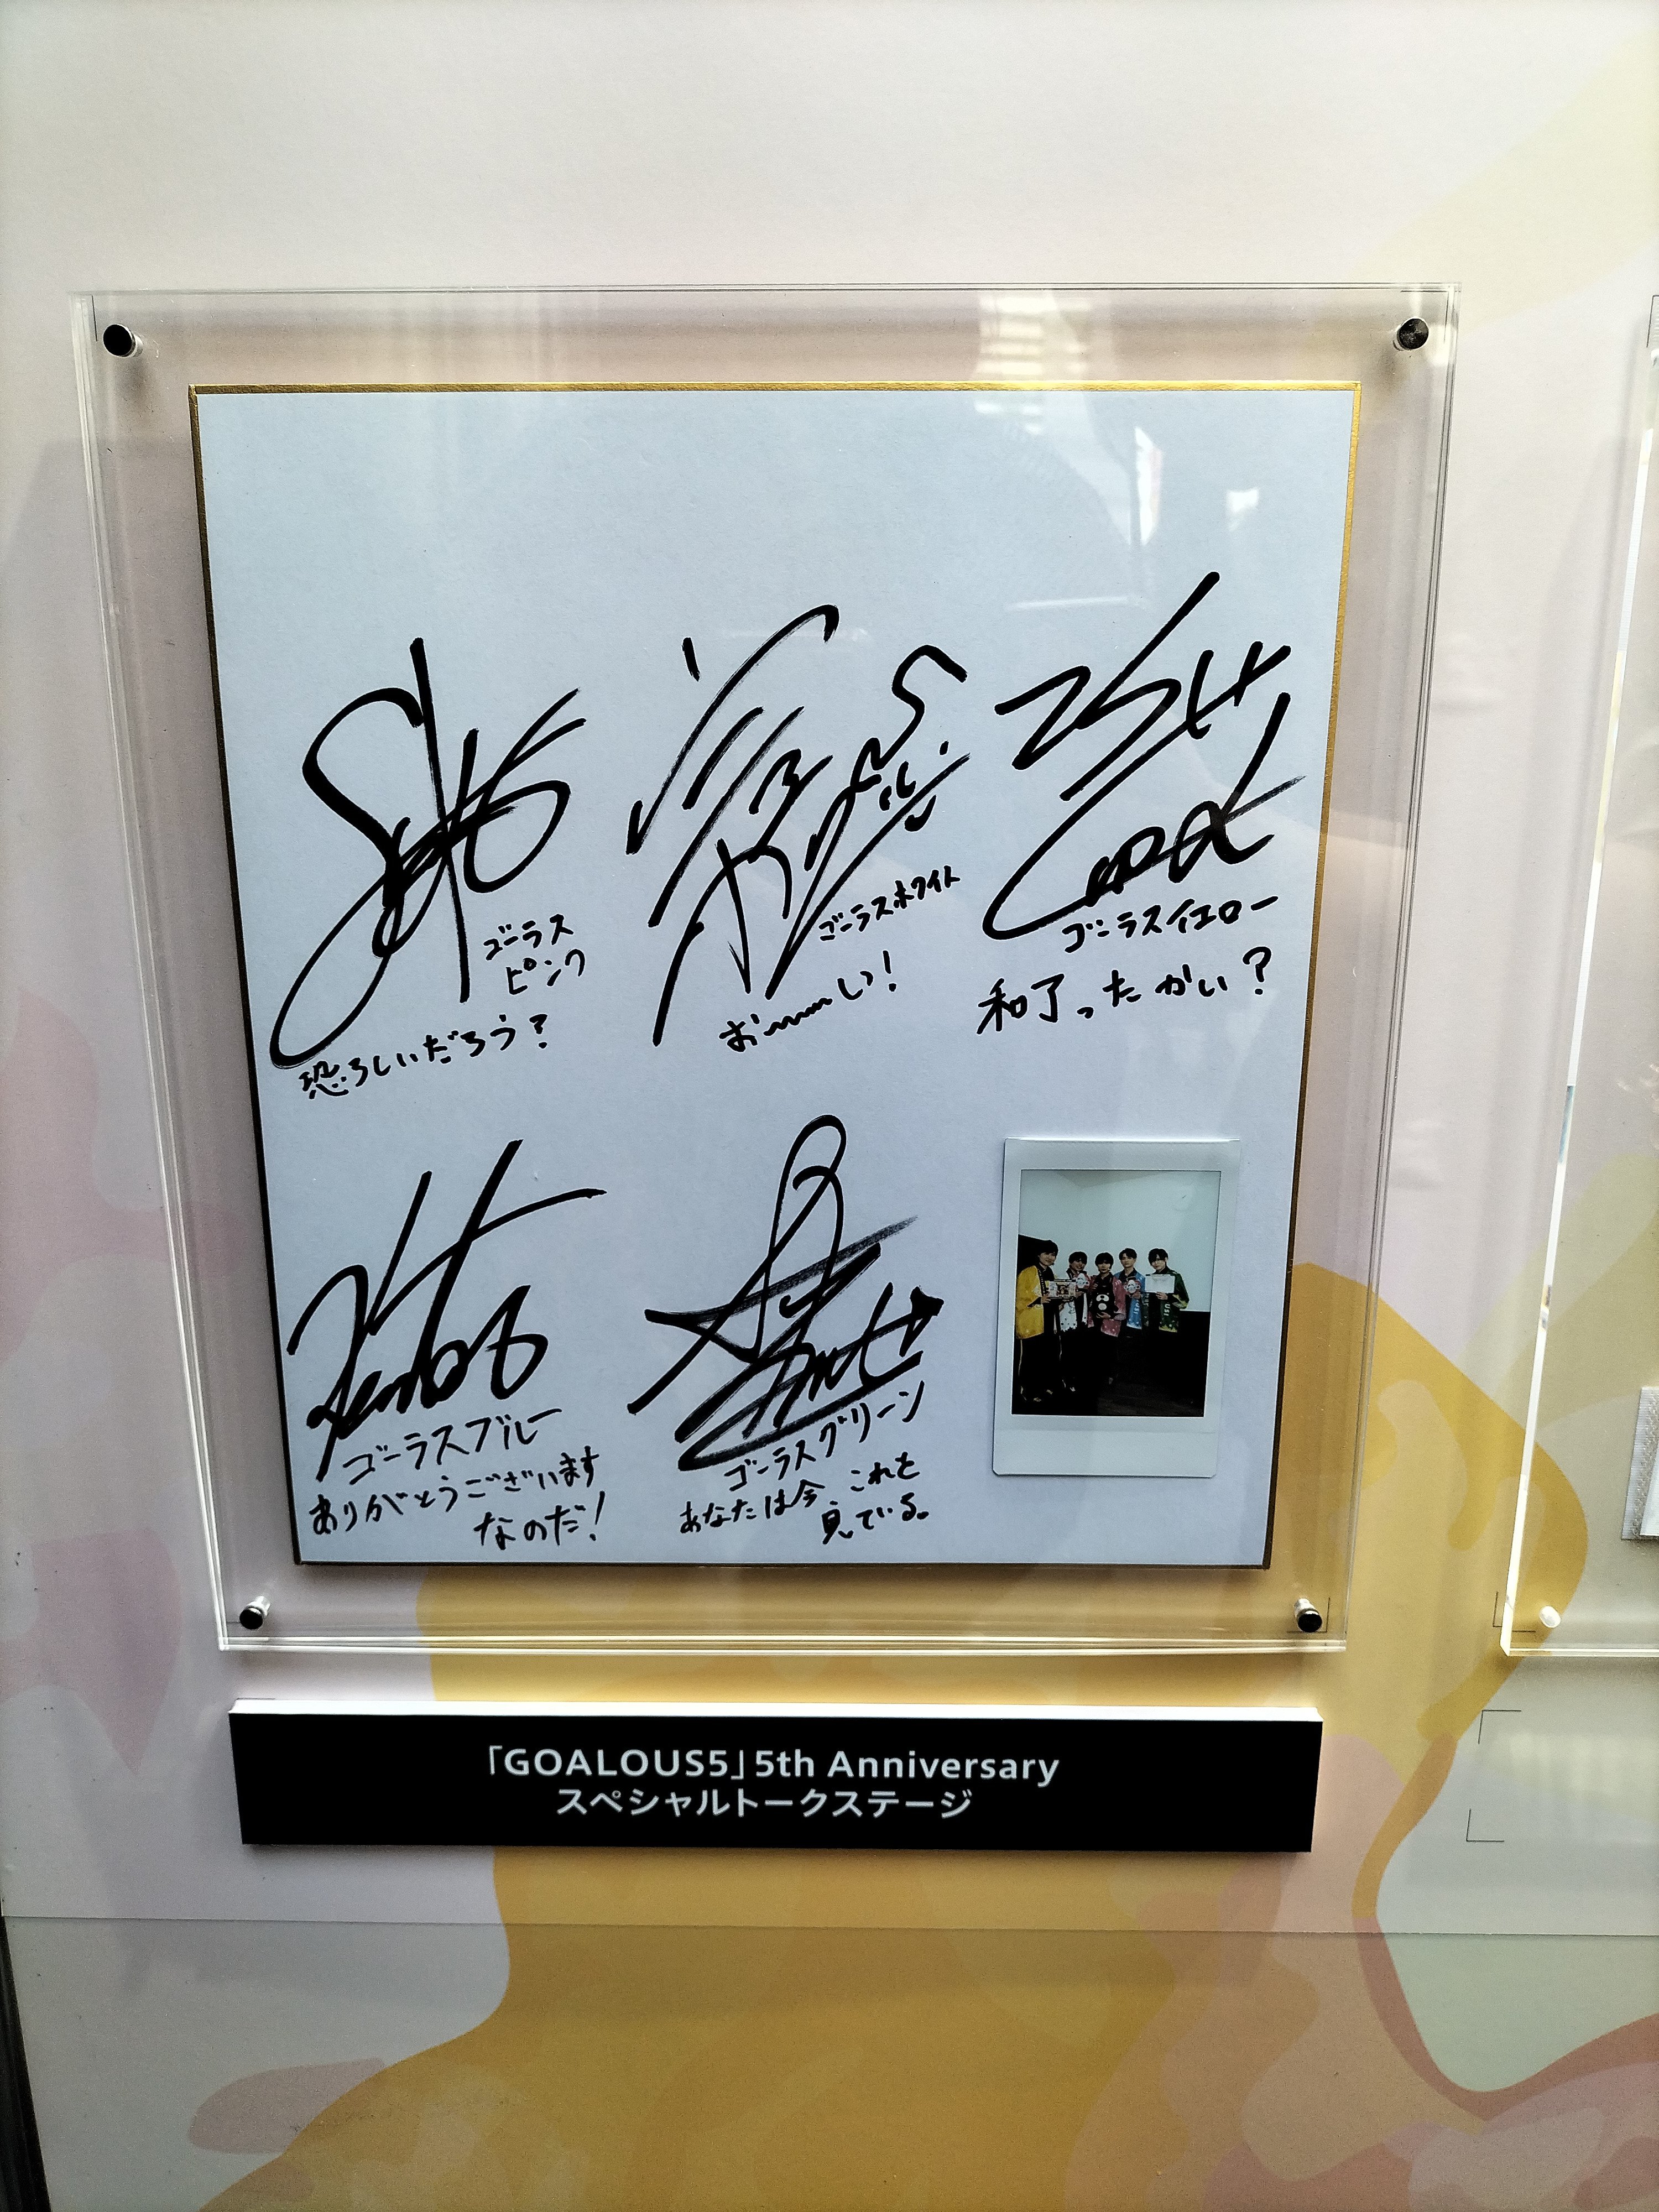 ゴーラス
ピンク
恐ろしいだろう？
ゴーラスホワイト
お〜〜〜い！
ゴーラスイエロー
和了ったかい？
ゴーラスブルー
ありがとうございます
なのだ！
ゴーラスグリーン
あなたは今、これを
見ている。
「GOALOUS5」5th Anniversary
スペシャルトークステージ